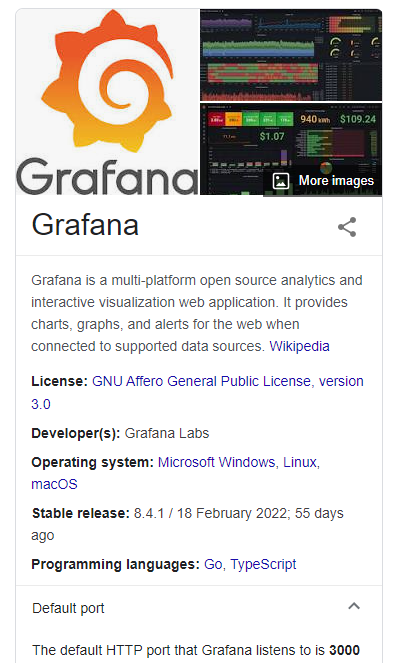 Grafana
940 kWh
$109.24
$1.07
More images
Grafana
Grafana is a multi-platform open source analytics and
interactive visualization web application. It provides
charts, graphs, and alerts for the web when
connected to supported data sources. Wikipedia
License: GNU Affero General Public License, version
3.0
Developer(s): Grafana Labs
Operating system: Microsoft Windows, Linux,
macOS
Stable release: 8.4.1 / 18 February 2022; 55 days
ago
Programming languages: Go, TypeScript
Default port
The default HTTP port that Grafana listens to is 3000